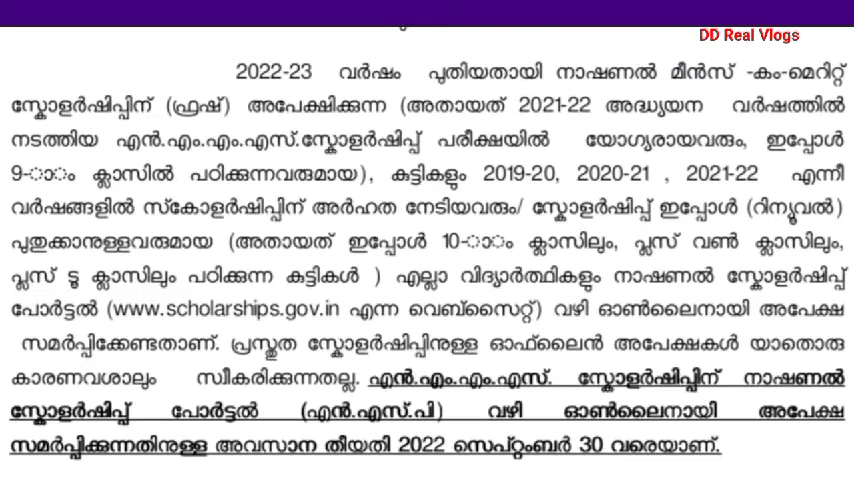 DD Real Vlogs
2022-23 വർഷം പുതിയതായി നാഷണൽ മീൻസ് -കം-മെറിറ്റ്
സ്കോളർഷിപ്പിന് (ഫ്രഷ്) അപേക്ഷിക്കുന്ന (അതായത് 2021-22 അദ്ധ്യയന വർഷത്തിൽ
നടത്തിയ എൻ.എം.എം.എസ്.സ്കോളർഷിപ്പ് പരീക്ഷയിൽ യോഗ്യരായവരും, ഇപ്പോൾ
9-ാം ക്ലാസിൽ പഠിക്കുന്നവരുമായ), കുട്ടികളും 2019-20, 2020-21 , 2021-22 എന്നീ
വർഷങ്ങളിൽ സ്കോളർഷിപ്പിന് അർഹത നേടിയവരും/ സ്കോളർഷിപ്പ് ഇപ്പോൾ (റിന്യൂവൽ)
പുതുക്കാനുള്ളവരുമായ (അതായത് ഇപ്പോൾ 10-ാം ക്ലാസിലും, പ്ലസ് വൺ ക്ലാസിലും,
പ്ലസ് ടൂ ക്ലാസിലും പഠിക്കുന്ന കുട്ടികൾ ) എല്ലാ വിദ്യാർത്ഥികളും നാഷണൽ സ്കോളർഷിപ്പ്
പോർട്ടൽ (www.scholarships.gov.in എന്ന വെബ്സൈറ്റ്) വഴി ഓൺലൈനായി അപേക്ഷ
സമർപ്പിക്കേണ്ടതാണ്. പ്രസ്തുത സ്കോളർഷിപ്പിനുള്ള ഓഫ്ലൈൻ അപേക്ഷകൾ യാതൊരു
കാരണവശാലും സ്വീകരിക്കുന്നതല്ല. എൻ.എം.എം.എസ്. സ്കോളർഷിപ്പിന് നാഷണൽ
സ്കോളർഷിപ്പ് പോർട്ടൽ (എൻ.എസ്.പി) വഴി ഓൺലൈനായി അപേക്ഷ
സമർപ്പിക്കുന്നതിനുള്ള അവസാന തീയതി 2022 സെപ്റ്റംബർ 30 വരെയാണ്.